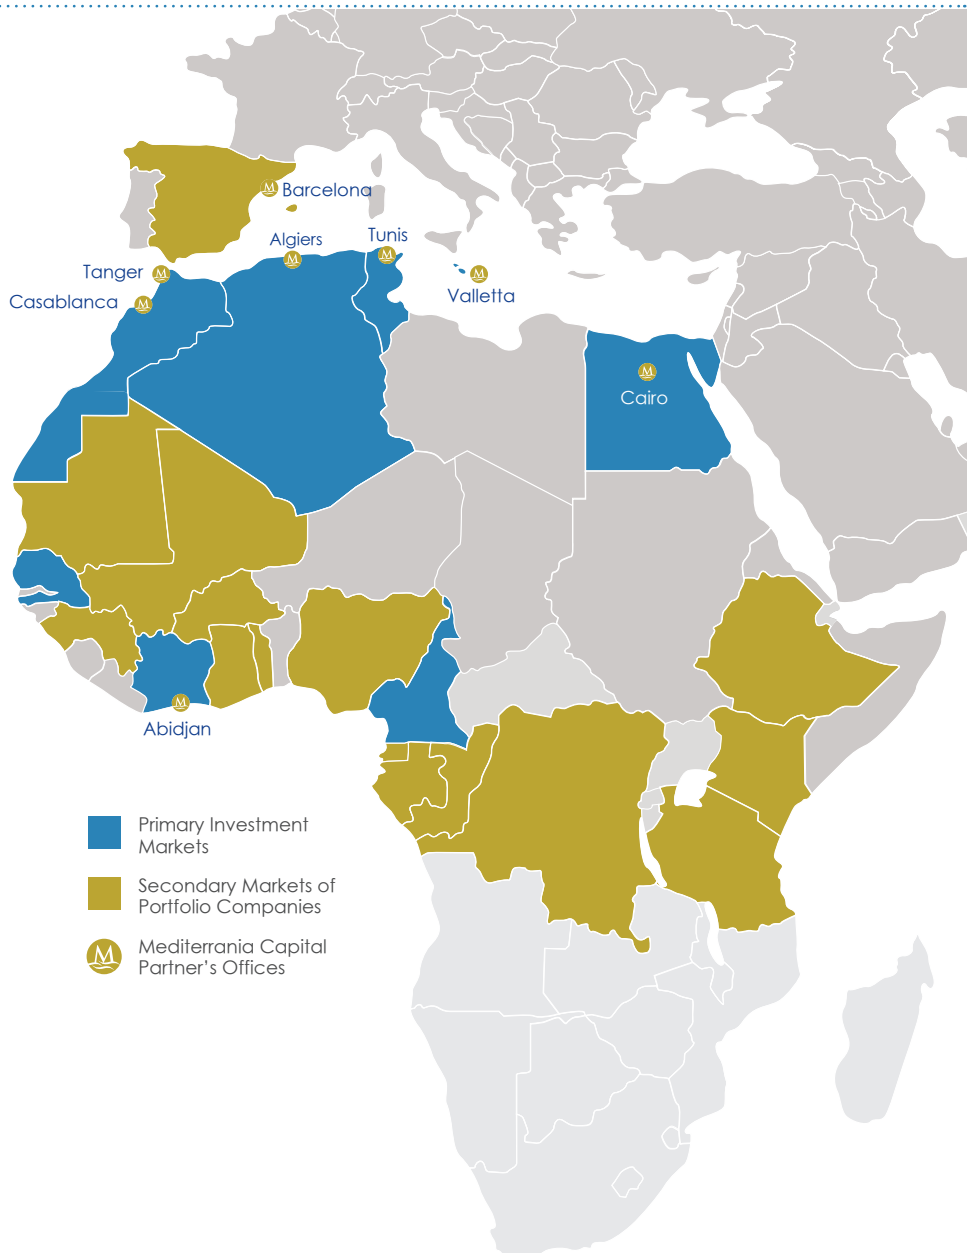 Barcelona
Algiers
Tunis
Tanger
Casablanca
Valletta
Cairo
Abidjan
Primary Investment
Markets
Secondary Markets of
Portfolio Companies
M
Mediterrania Capital
Partner's Offices